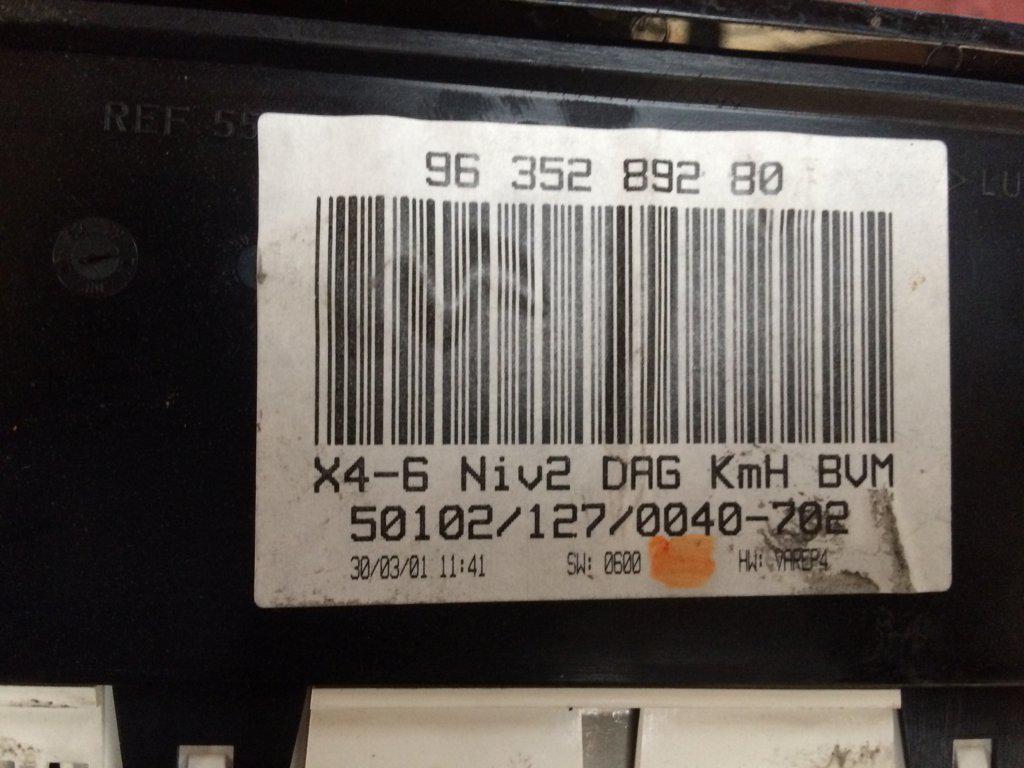 REF 55
96 352 892 80
> LU
X4-6 Niv2 DAG KmH BVM
50102/127/0040-702
30/03/01 11:41 SW: 0600 HW: VAREP4